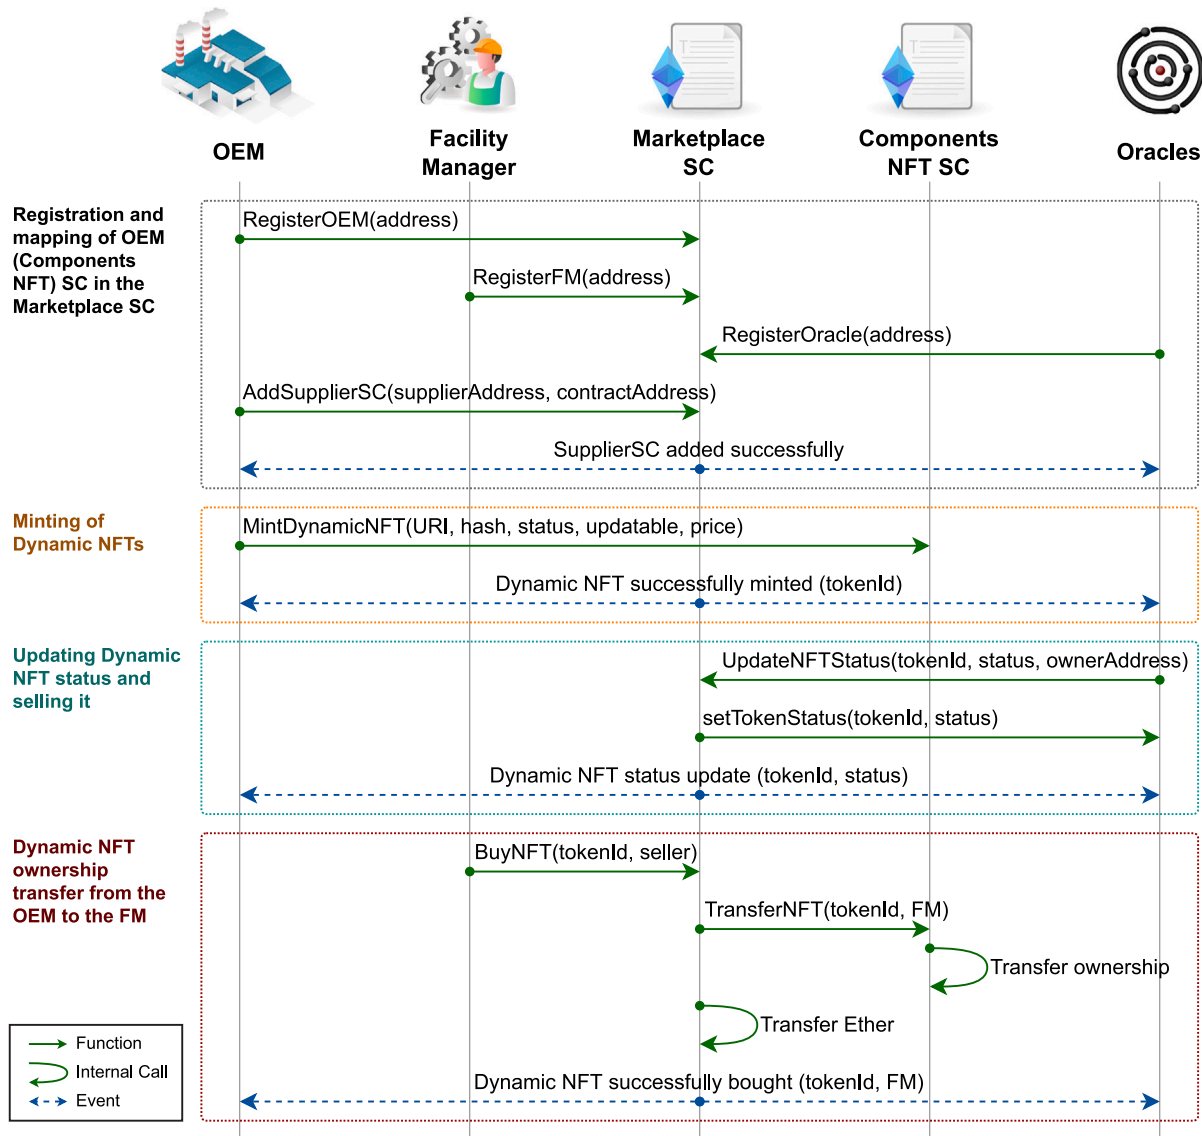 OEM
Facility
Manager
Marketplace
SC
Components
NFT SC
Oracles
Registration and
mapping of OEM
(Components
NFT) SC in the
Marketplace SC
RegisterOEM(address)
RegisterFM(address)
RegisterOracle(address)
AddSupplierSC(supplierAddress, contractAddress)
SupplierSC added successfully
Minting of
Dynamic NFTs
MintDynamicNFT(URI, hash, status, updatable, price)
Dynamic NFT successfully minted (tokenId)
Updating Dynamic
NFT status and
selling it
UpdateNFTStatus(tokenId, status, ownerAddress)
setTokenStatus(tokenId, status)
Dynamic NFT status update (tokenId, status)
Dynamic NFT
ownership
transfer from the
OEM to the FM
BuyNFT(tokenId, seller)
TransferNFT(tokenId, FM)
Transfer ownership
Transfer Ether
Dynamic NFT successfully bought (tokenId, FM)
Function
Internal Call
Event